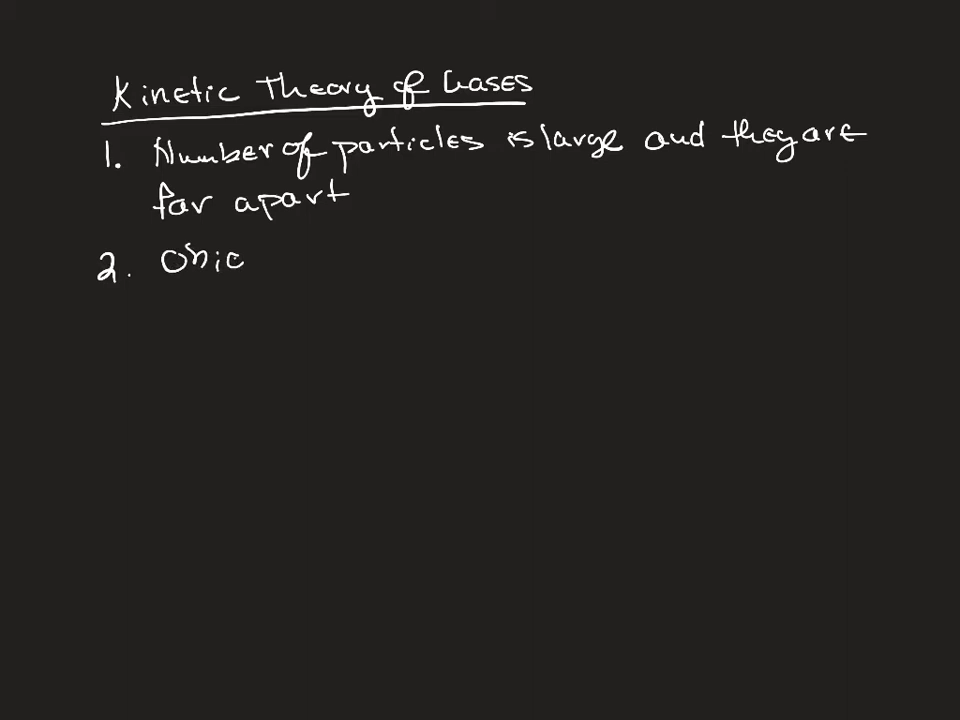 Kinetic Theory of Gases
1. Number of particles is large and they are
far apart
2.